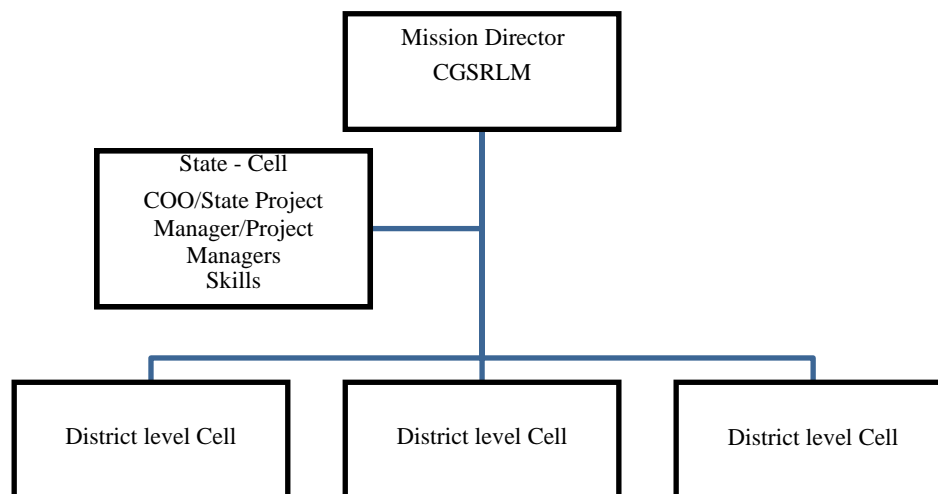 Mission Director
CGSRLM
State - Cell
COO/State Project
Manager/Project
Managers
Skills
District level Cell
District level Cell
District level Cell